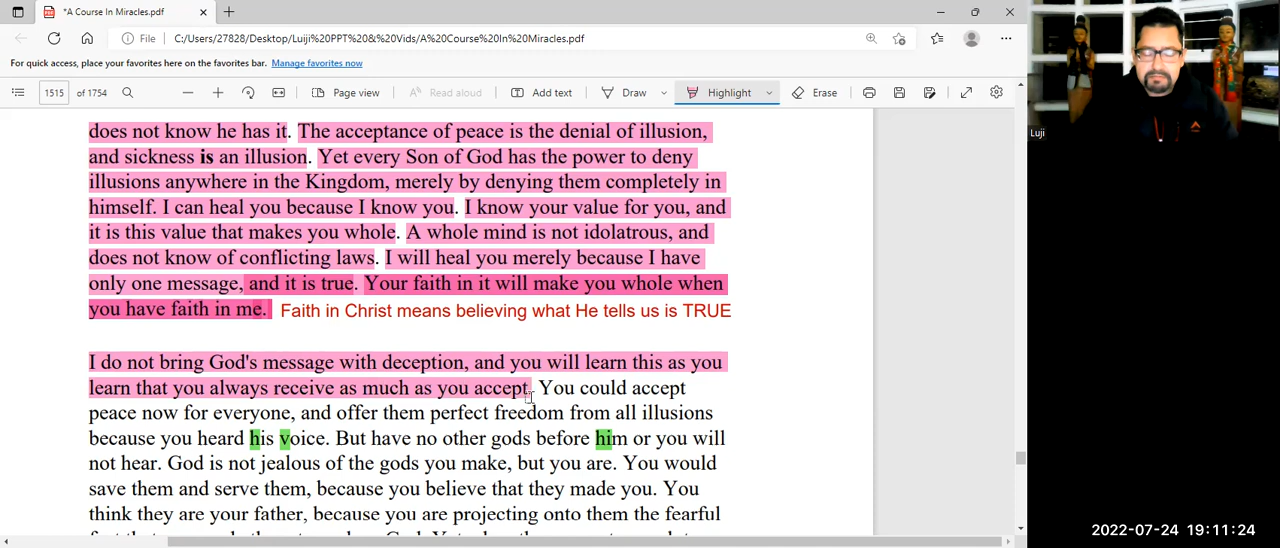 *A Course In Miracles.pdf
File C:/Users/27828/Desktop/Luiji%20PPT%20&%20Vids/A%20Course%20In%20Miracles.pdf
For quick access, place your favorites here on the favorites bar. Manage favorites now
1515 of 1754 Page view Read aloud Add text Draw Highlight Erase
does not know he has it. The acceptance of peace is the denial of illusion,
and sickness is an illusion. Yet every Son of God has the power to deny
illusions anywhere in the Kingdom, merely by denying them completely in
himself. I can heal you because I know you. I know your value for you, and
it is this value that makes you whole. A whole mind is not idolatrous, and
does not know of conflicting laws. I will heal you merely because I have
only one message, and it is true. Your faith in it will make you whole when
you have faith in me. Faith in Christ means believing what He tells us is TRUE
I do not bring God's message with deception, and you will learn this as you
learn that you always receive as much as you accept. You could accept
peace now for everyone, and offer them perfect freedom from all illusions
because you heard his voice. But have no other gods before him or you will
not hear. God is not jealous of the gods you make, but you are. You would
save them and serve them, because you believe that they made you. You
think they are your father, because you are projecting onto them the fearful
Luji
2022-07-24 19:11:24